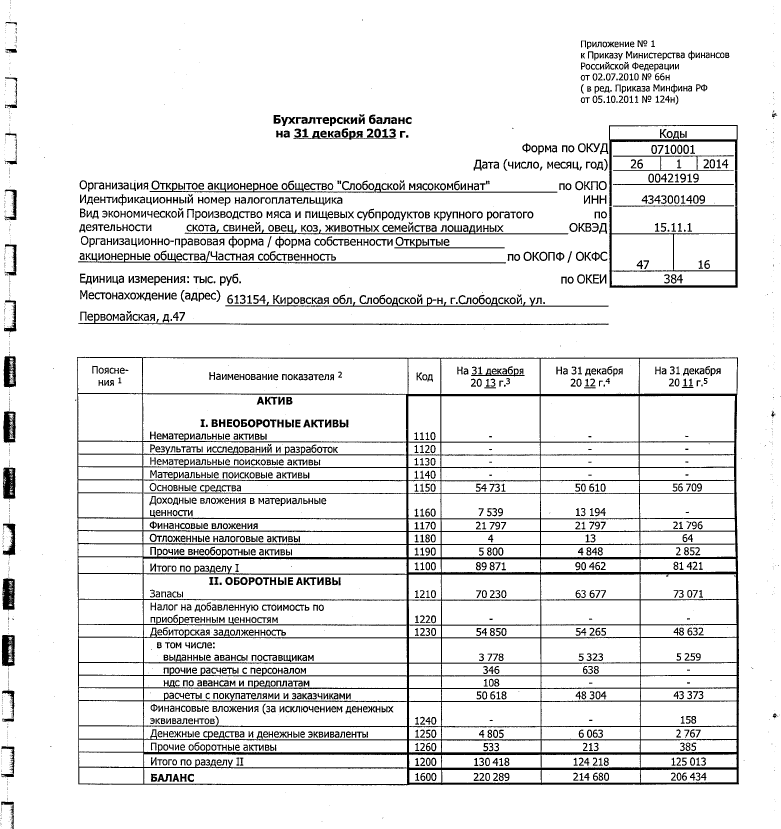 Приложение № 1
к Приказу Министерства финансов
Российской Федерации
от 02.07.2010 № 66н
( в ред. Приказа Минфина РФ
от 05.10.2011 № 124н)
Бухгалтерский баланс
на 31 декабря 2013 г.
Коды
Форма по ОКУД 0710001
Дата (число, месяц, год) 26 1 2014
Организация Открытое акционерное общество "Слободской мясокомбинат" по ОКПО 00421919
Идентификационный номер налогоплательщика ИНН 4343001409
Вид экономической Производство мяса и пищевых субпродуктов крупного рогатого по
деятельности скота, свиней, овец, коз, животных семейства лошадиных ОКВЭД 15.11.1
Организационно-правовая форма / форма собственности Открытые
акционерные общества/Частная собственность по ОКОПФ / ОКФС 47 16
Единица измерения: тыс. руб. по ОКЕИ 384
Местонахождение (адрес) 613154, Кировская обл, Слободской р-н, г.Слободской, ул.
Первомайская, д.47
Поясне- На 31 декабря На 31 декабря На 31 декабря
ния 1 Наименование показателя 2 Код 20 13 г.3 20 12 г.4 20 11 г.5
АКТИВ
I. ВНЕОБОРОТНЫЕ АКТИВЫ
Нематериальные активы 1110 - - -
Результаты исследований и разработок 1120 - - -
Нематериальные поисковые активы 1130 - - -
Материальные поисковые активы 1140 - - -
Основные средства 1150 54 731 50 610 56 709
Доходные вложения в материальные
ценности 1160 7 539 13 194 -
Финансовые вложения 1170 21 797 21 797 21 796
Отложенные налоговые активы 1180 4 13 64
Прочие внеоборотные активы 1190 5 800 4 848 2 852
Итого по разделу I 1100 89 871 90 462 81 421
II. ОБОРОТНЫЕ АКТИВЫ
Запасы 1210 70 230 63 677 73 071
Налог на добавленную стоимость по
приобретенным ценностям 1220
Дебиторская задолженность 1230 54 850 54 265 48 632
в том числе:
выданные авансы поставщикам 3 778 5 323 5 259
прочие расчеты с персоналом 346 638 -
ндс по авансам и предоплатам 108 - -
расчеты с покупателями и заказчиками 50 618 48 304 43 373
Финансовые вложения (за исключением денежных
эквивалентов) 1240 - - 158
Денежные средства и денежные эквиваленты 1250 4 805 6 063 2 767
Прочие оборотные активы 1260 533 213 385
Итого по разделу II 1200 130 418 124 218 125 013
БАЛАНС 1600 220 289 214 680 206 434